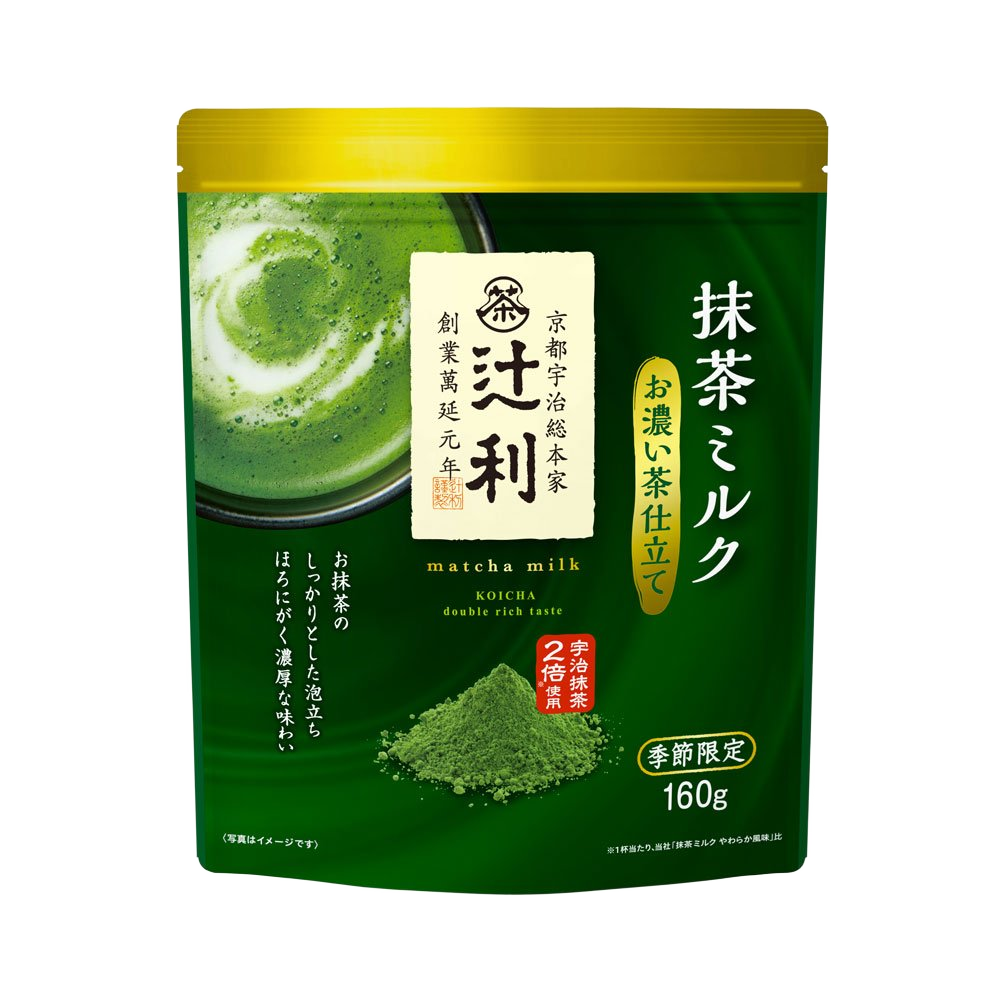 抹茶ミルク
お濃い茶仕立て
茶
京都宇治総本家
辻利
創業萬延元年
matcha milk
KOICHA
double rich taste
お抹茶の
しっかりとした泡立ち
ほろにがく濃厚な味わい
宇治抹茶
2倍※使用
季節限定
160g
〈写真はイメージです〉
※1杯当たり、当社「抹茶ミルク やわらか風味」比